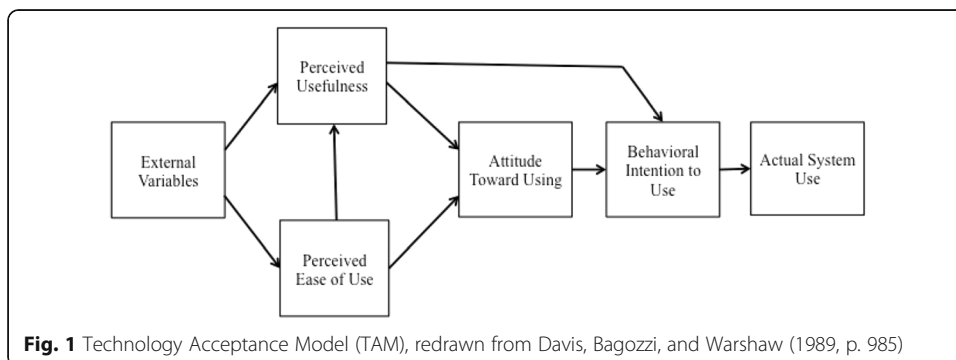 Perceived
Usefulness
External
Variables
Attitude
Toward Using
Behavioral
Intention to
Use
Actual System
Use
Perceived
Ease of Use
Fig. 1 Technology Acceptance Model (TAM), redrawn from Davis, Bagozzi, and Warshaw (1989, p. 985)